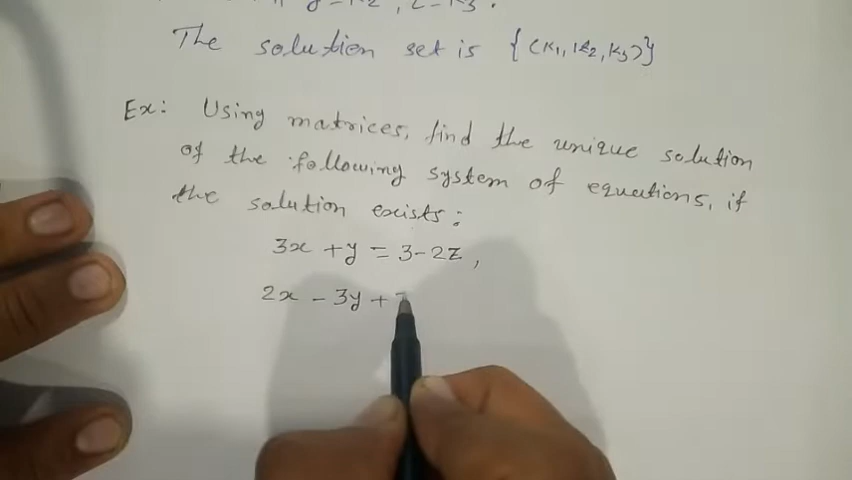 The solution set is {(K1, K2, K3)}
Ex: Using matrices, find the unique solution
of the following system of equations, if
the solution exists:
3x + y = 3 - 2z,
2x - 3y +